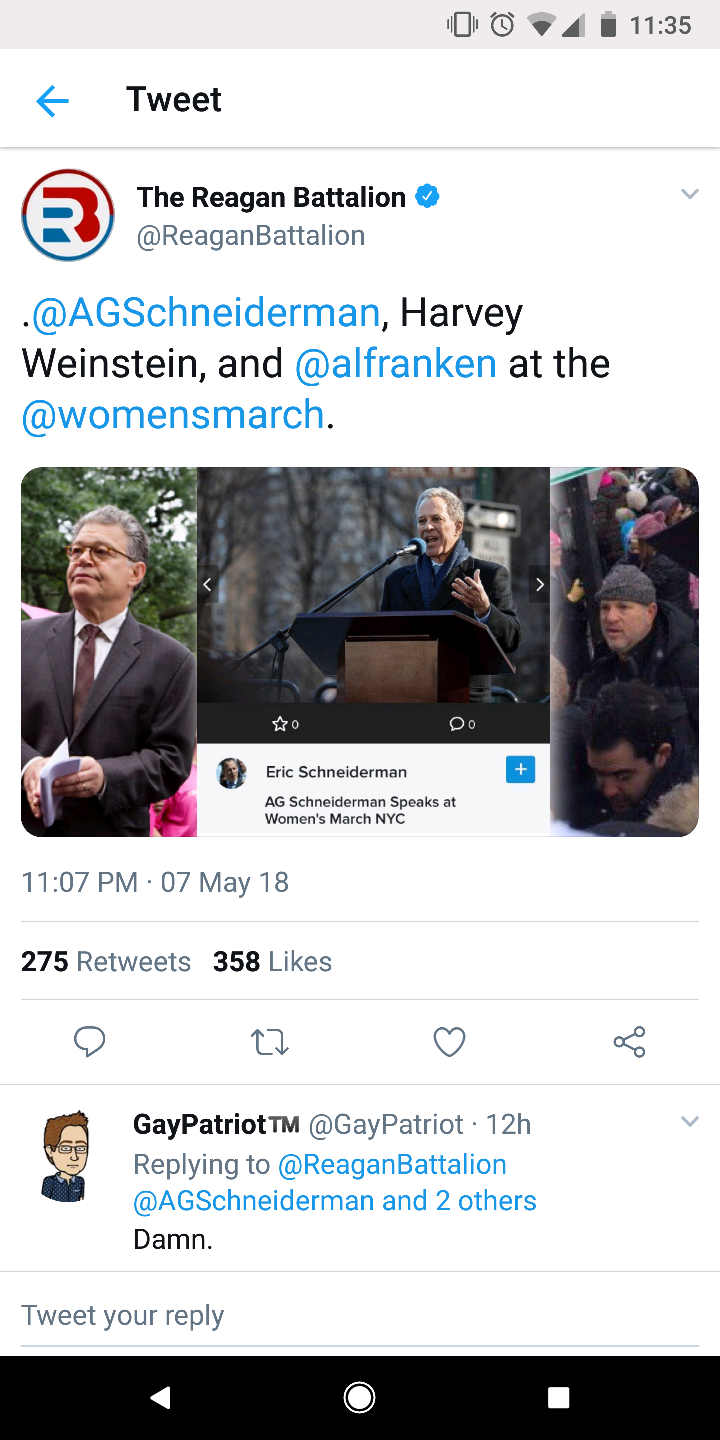 11:35
Tweet
The Reagan Battalion
@ReaganBattalion
.@AGSchneiderman, Harvey
Weinstein, and @alfranken at the
@womensmarch.
0
0
Eric Schneiderman
AG Schneiderman Speaks at
Women's March NYC
11:07 PM · 07 May 18
275 Retweets 358 Likes
GayPatriot™ @GayPatriot · 12h
Replying to @ReaganBattalion
@AGSchneiderman and 2 others
Damn.
Tweet your reply